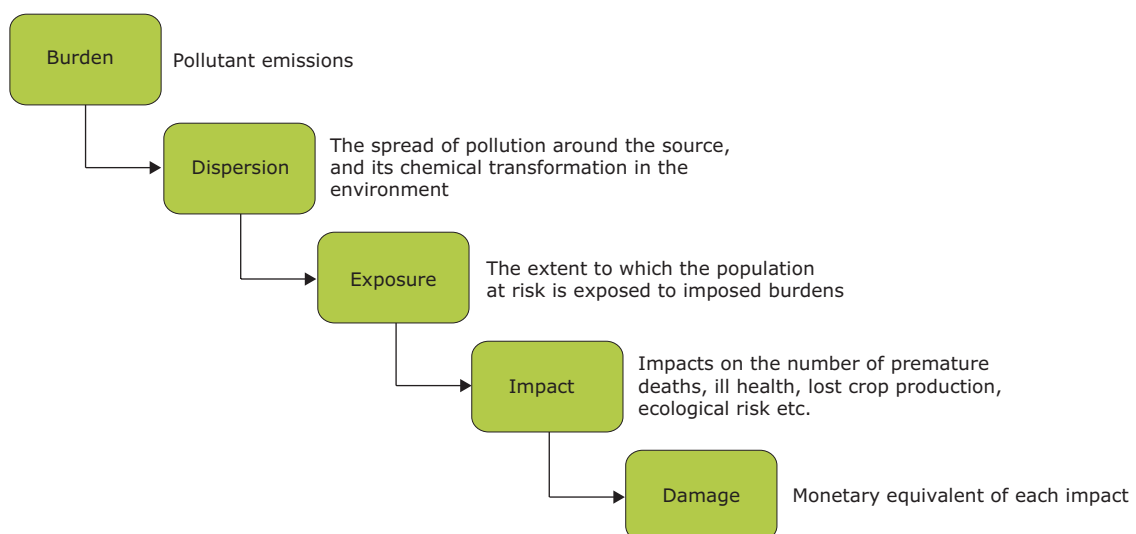 Burden
Pollutant emissions
Dispersion
The spread of pollution around the source,
and its chemical transformation in the
environment
Exposure
The extent to which the population
at risk is exposed to imposed burdens
Impact
Impacts on the number of premature
deaths, ill health, lost crop production,
ecological risk etc.
Damage
Monetary equivalent of each impact